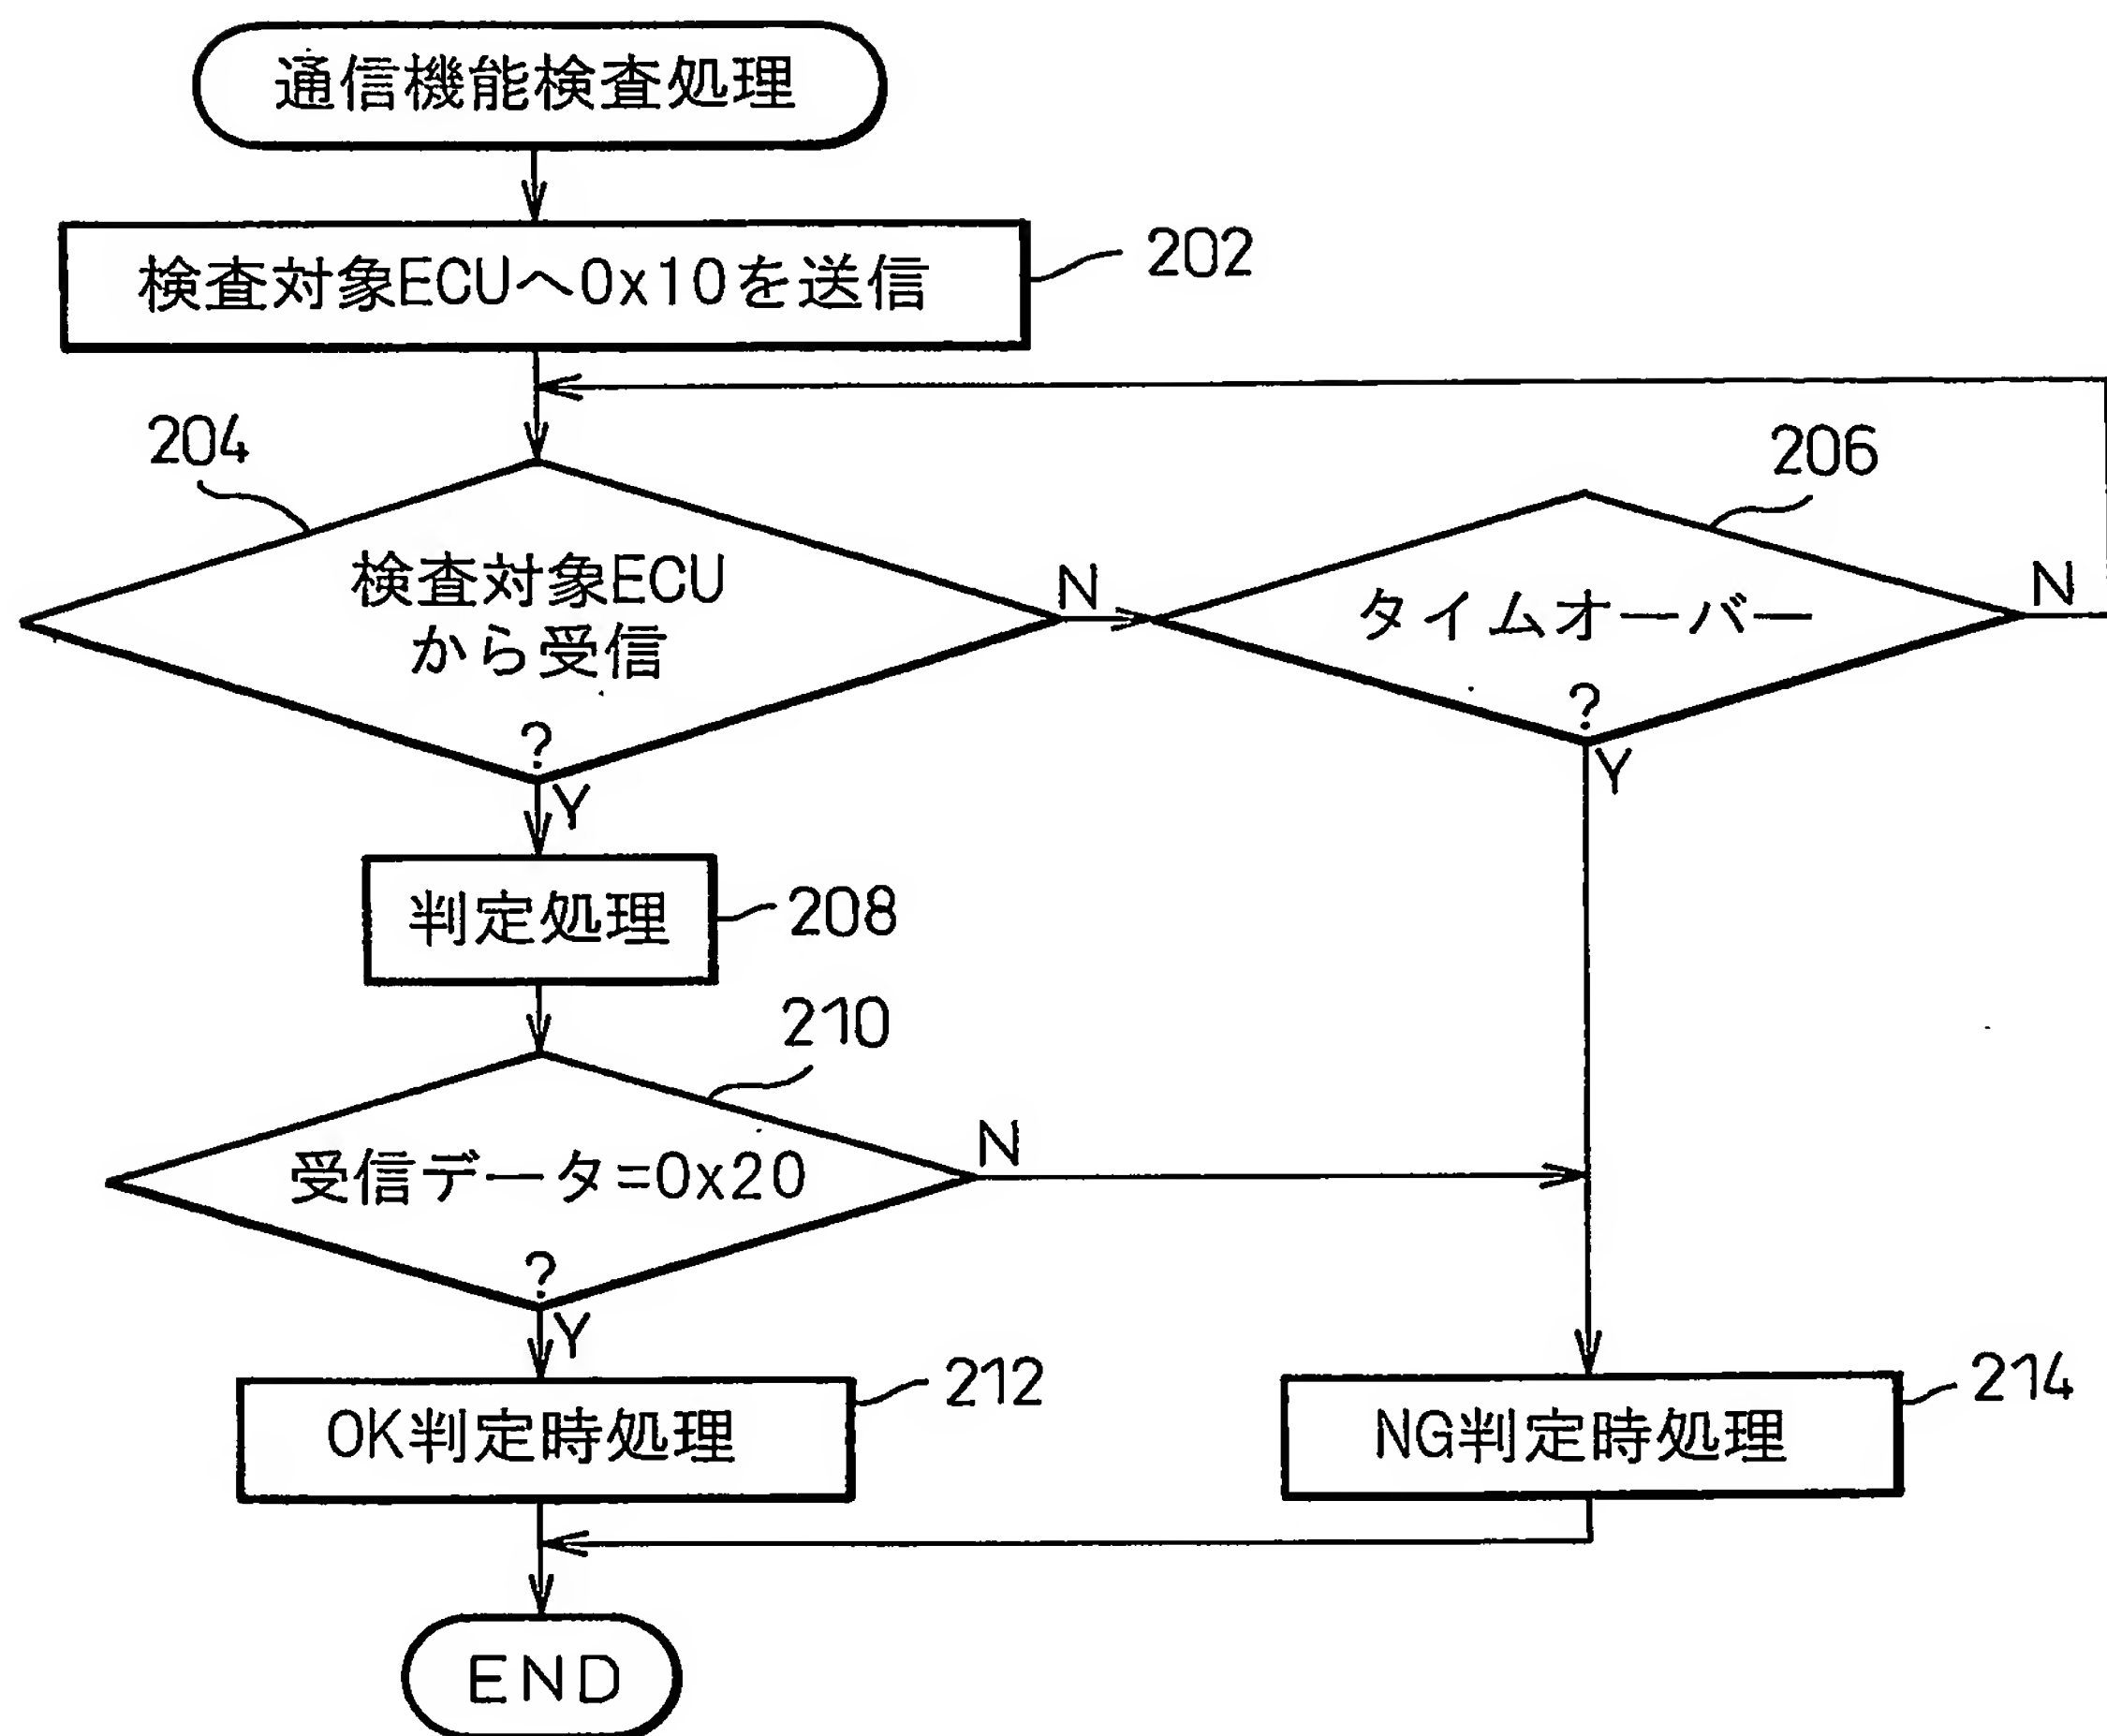 通信機能検査処理
検査対象ECUへ0x10を送信
202
204
検査対象ECU
から受信
?
N
Y
206
タイムオーバー
?
N
Y
判定処理
208
210
受信データ=0x20
?
N
Y
OK判定時処理
212
NG判定時処理
214
END